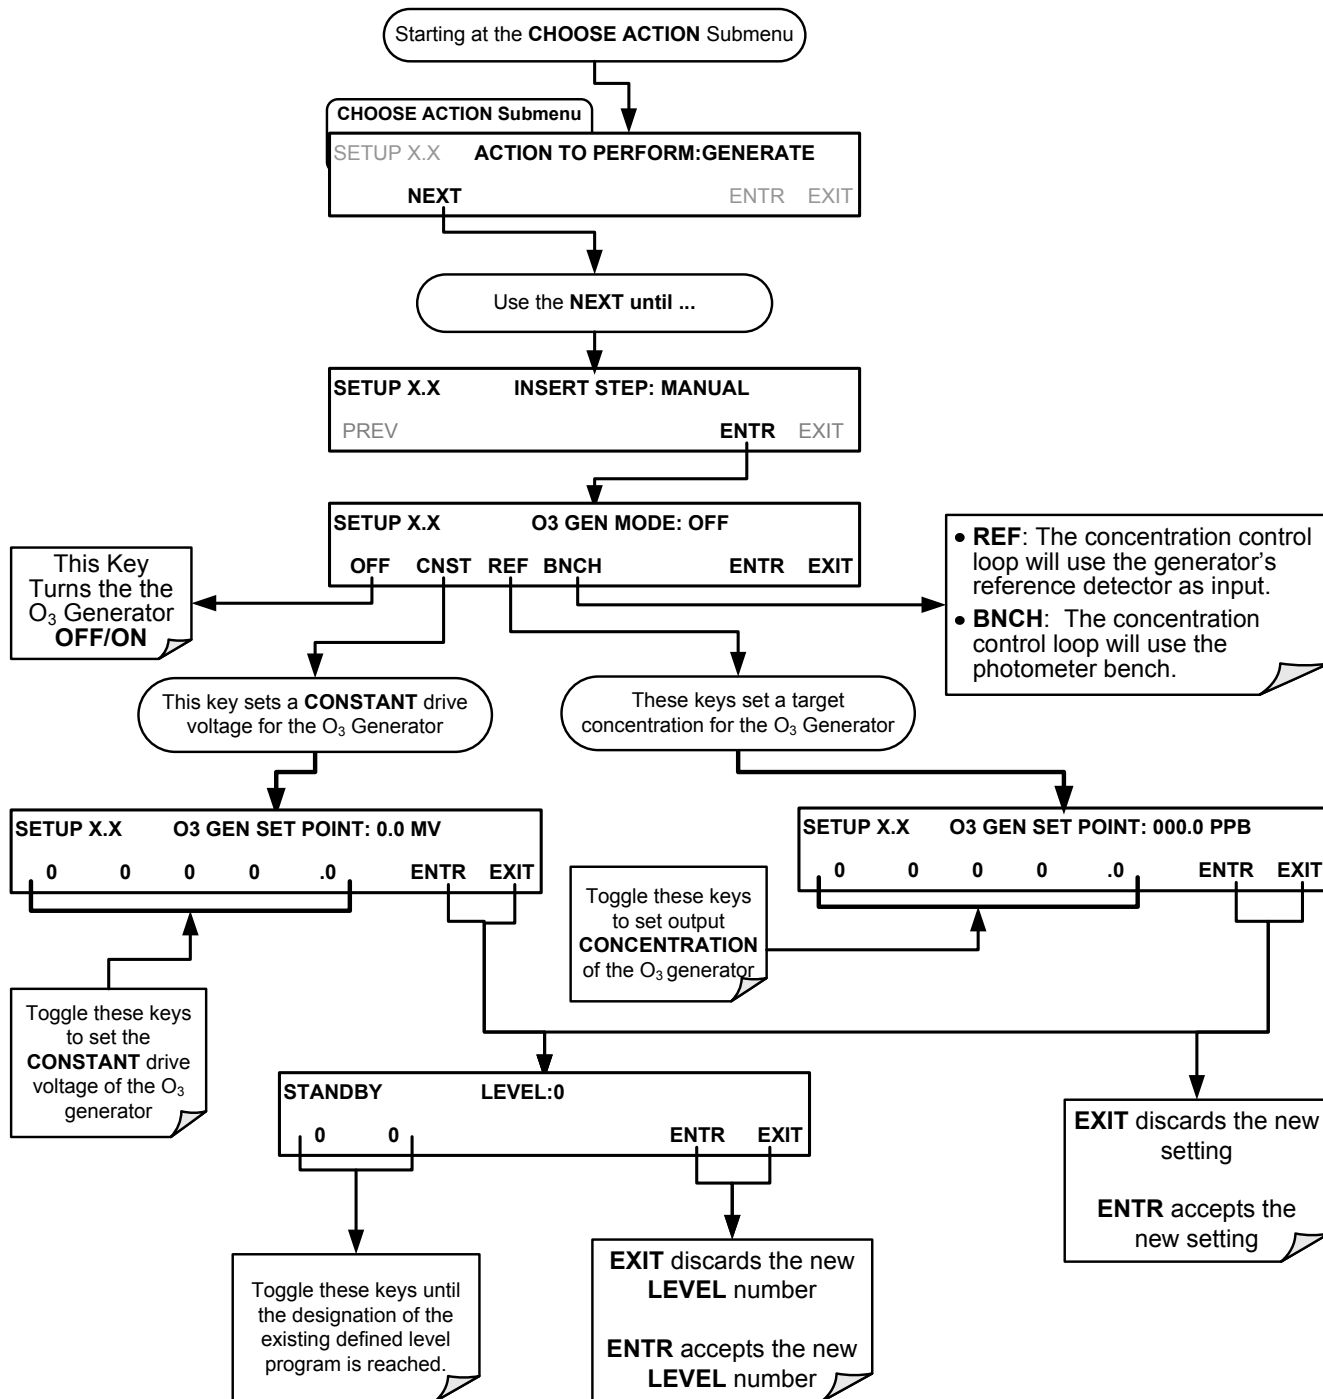 Starting at the CHOOSE ACTION Submenu
CHOOSE ACTION Submenu
SETUP X.X ACTION TO PERFORM:GENERATE
NEXT ENTR EXIT
Use the NEXT until ...
SETUP X.X INSERT STEP: MANUAL
PREV ENTR EXIT
SETUP X.X O3 GEN MODE: OFF
OFF CNST REF BNCH ENTR EXIT
This Key
Turns the the
O₃ Generator
OFF/ON
• REF: The concentration control
loop will use the generator's
reference detector as input.
• BNCH: The concentration
control loop will use the
photometer bench.
This key sets a CONSTANT drive
voltage for the O₃ Generator
These keys set a target
concentration for the O₃ Generator
SETUP X.X O3 GEN SET POINT: 0.0 MV
0 0 0 0 .0 ENTR EXIT
SETUP X.X O3 GEN SET POINT: 000.0 PPB
0 0 0 0 .0 ENTR EXIT
Toggle these keys
to set output
CONCENTRATION
of the O₃ generator
Toggle these keys
to set the
CONSTANT drive
voltage of the O₃
generator
STANDBY LEVEL:0
0 0 ENTR EXIT
EXIT discards the new
setting
ENTR accepts the
new setting
Toggle these keys until
the designation of the
existing defined level
program is reached.
EXIT discards the new
LEVEL number
ENTR accepts the new
LEVEL number